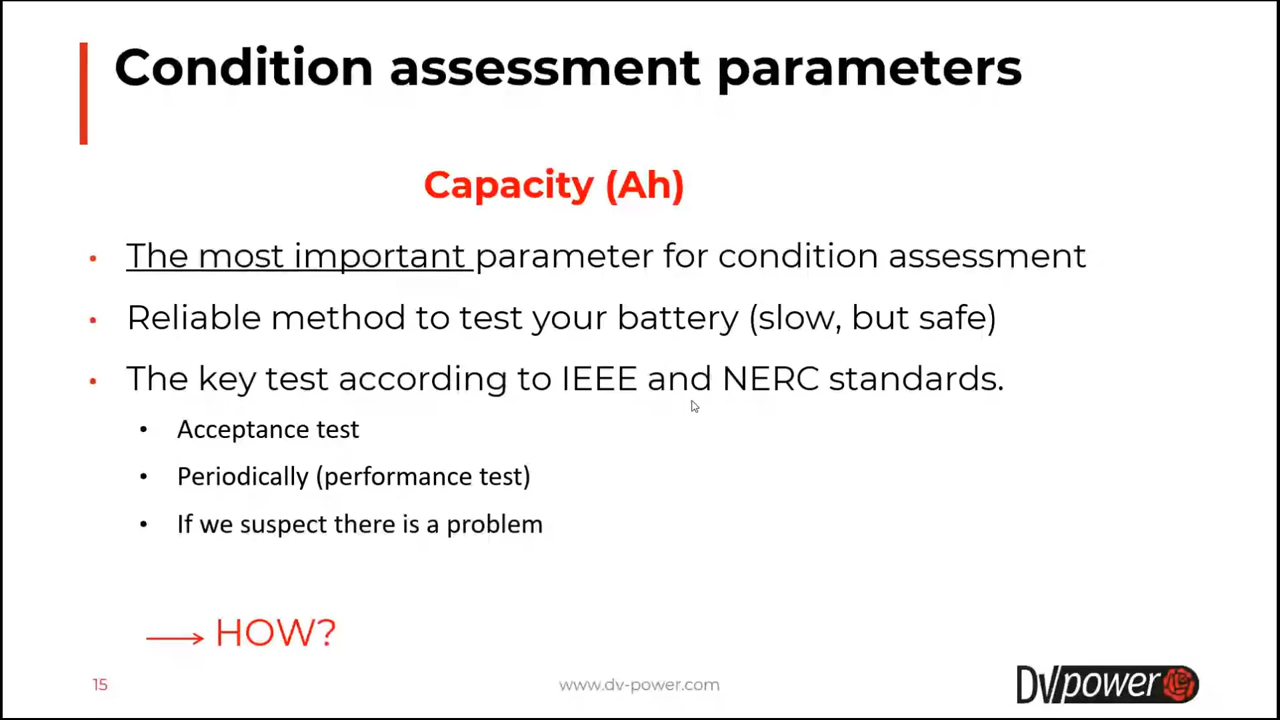 Condition assessment parameters
Capacity (Ah)
• The most important parameter for condition assessment
• Reliable method to test your battery (slow, but safe)
• The key test according to IEEE and NERC standards.
• Acceptance test
• Periodically (performance test)
• If we suspect there is a problem
HOW?
15
www.dv-power.com
DVpower